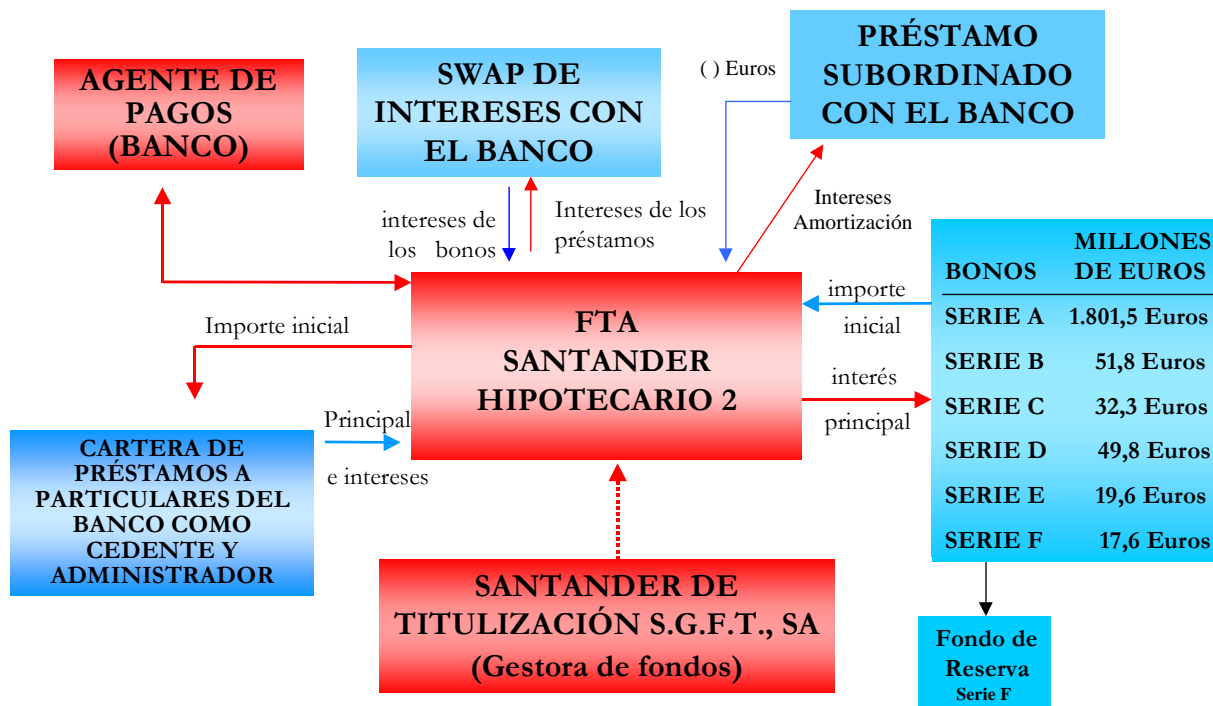 AGENTE DE
PAGOS
(BANCO)
SWAP DE
INTERESES CON
EL BANCO
( ) Euros
PRÉSTAMO
SUBORDINADO
CON EL BANCO
intereses de
los bonos
Intereses de los
préstamos
Intereses
Amortización
Importe inicial
FTA
SANTANDER
HIPOTECARIO 2
importe
inicial
interés
principal
MILLONES
BONOS DE EUROS
SERIE A 1.801,5 Euros
SERIE B 51,8 Euros
SERIE C 32,3 Euros
SERIE D 49,8 Euros
SERIE E 19,6 Euros
SERIE F 17,6 Euros
CARTERA DE
PRÉSTAMOS A
PARTICULARES DEL
BANCO COMO
CEDENTE Y
ADMINISTRADOR
Principal
e intereses
SANTANDER DE
TITULIZACIÓN S.G.F.T., SA
(Gestora de fondos)
Fondo de
Reserva
Serie F